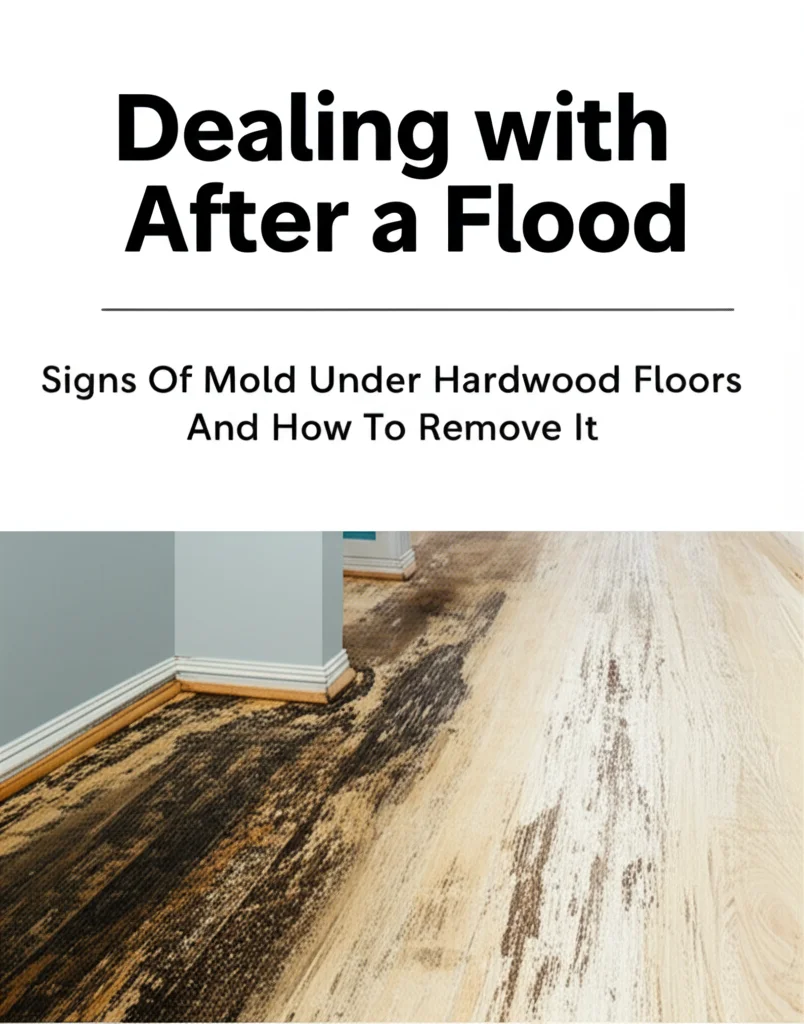 Dealing with
After a Flood
Signs Of Mold Under Hardwood Floors
And How To Remove It